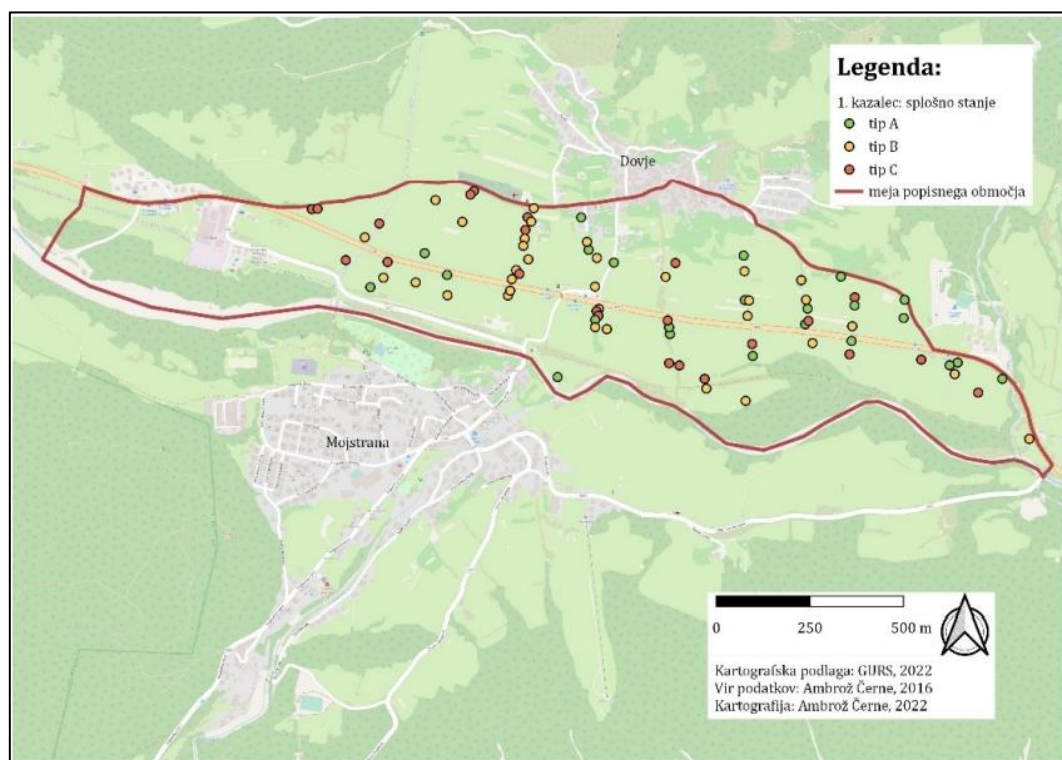 Legenda:
1. kazalec: splošno stanje
tip A
tip B
tip C
meja popisnega območja
Dovje
Mojstrana
0 250 500 m
Kartografska podlaga: GURS, 2022
Vir podatkov: Ambrož Černe, 2016
Kartografija: Ambrož Černe, 2022